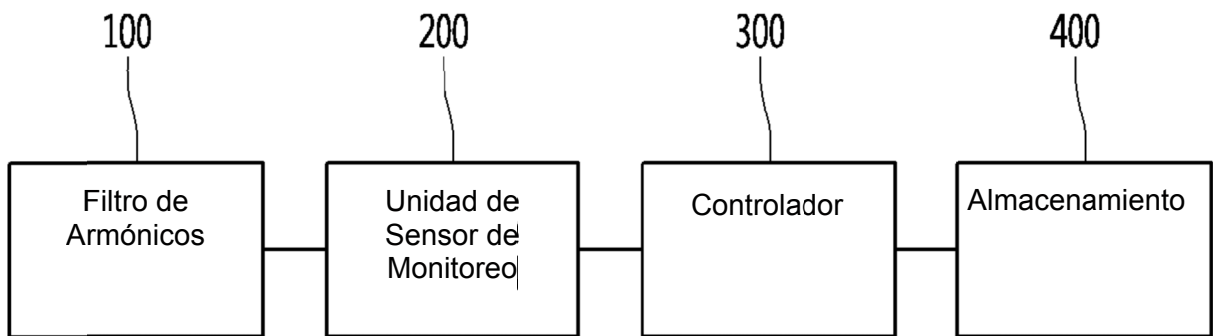 100
200
300
400
Filtro de
Armónicos
Unidad de
Sensor de
Monitoreo
Controlador
Almacenamiento